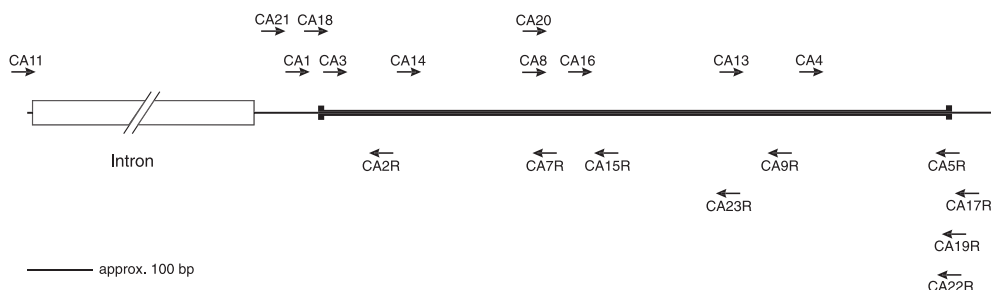 CA21 CA18 CA20
CA11 CA1 CA3 CA14 CA8 CA16 CA13 CA4
Intron
CA2R CA7R CA15R CA9R CA5R
CA23R CA17R
CA19R
approx. 100 bp
CA22R